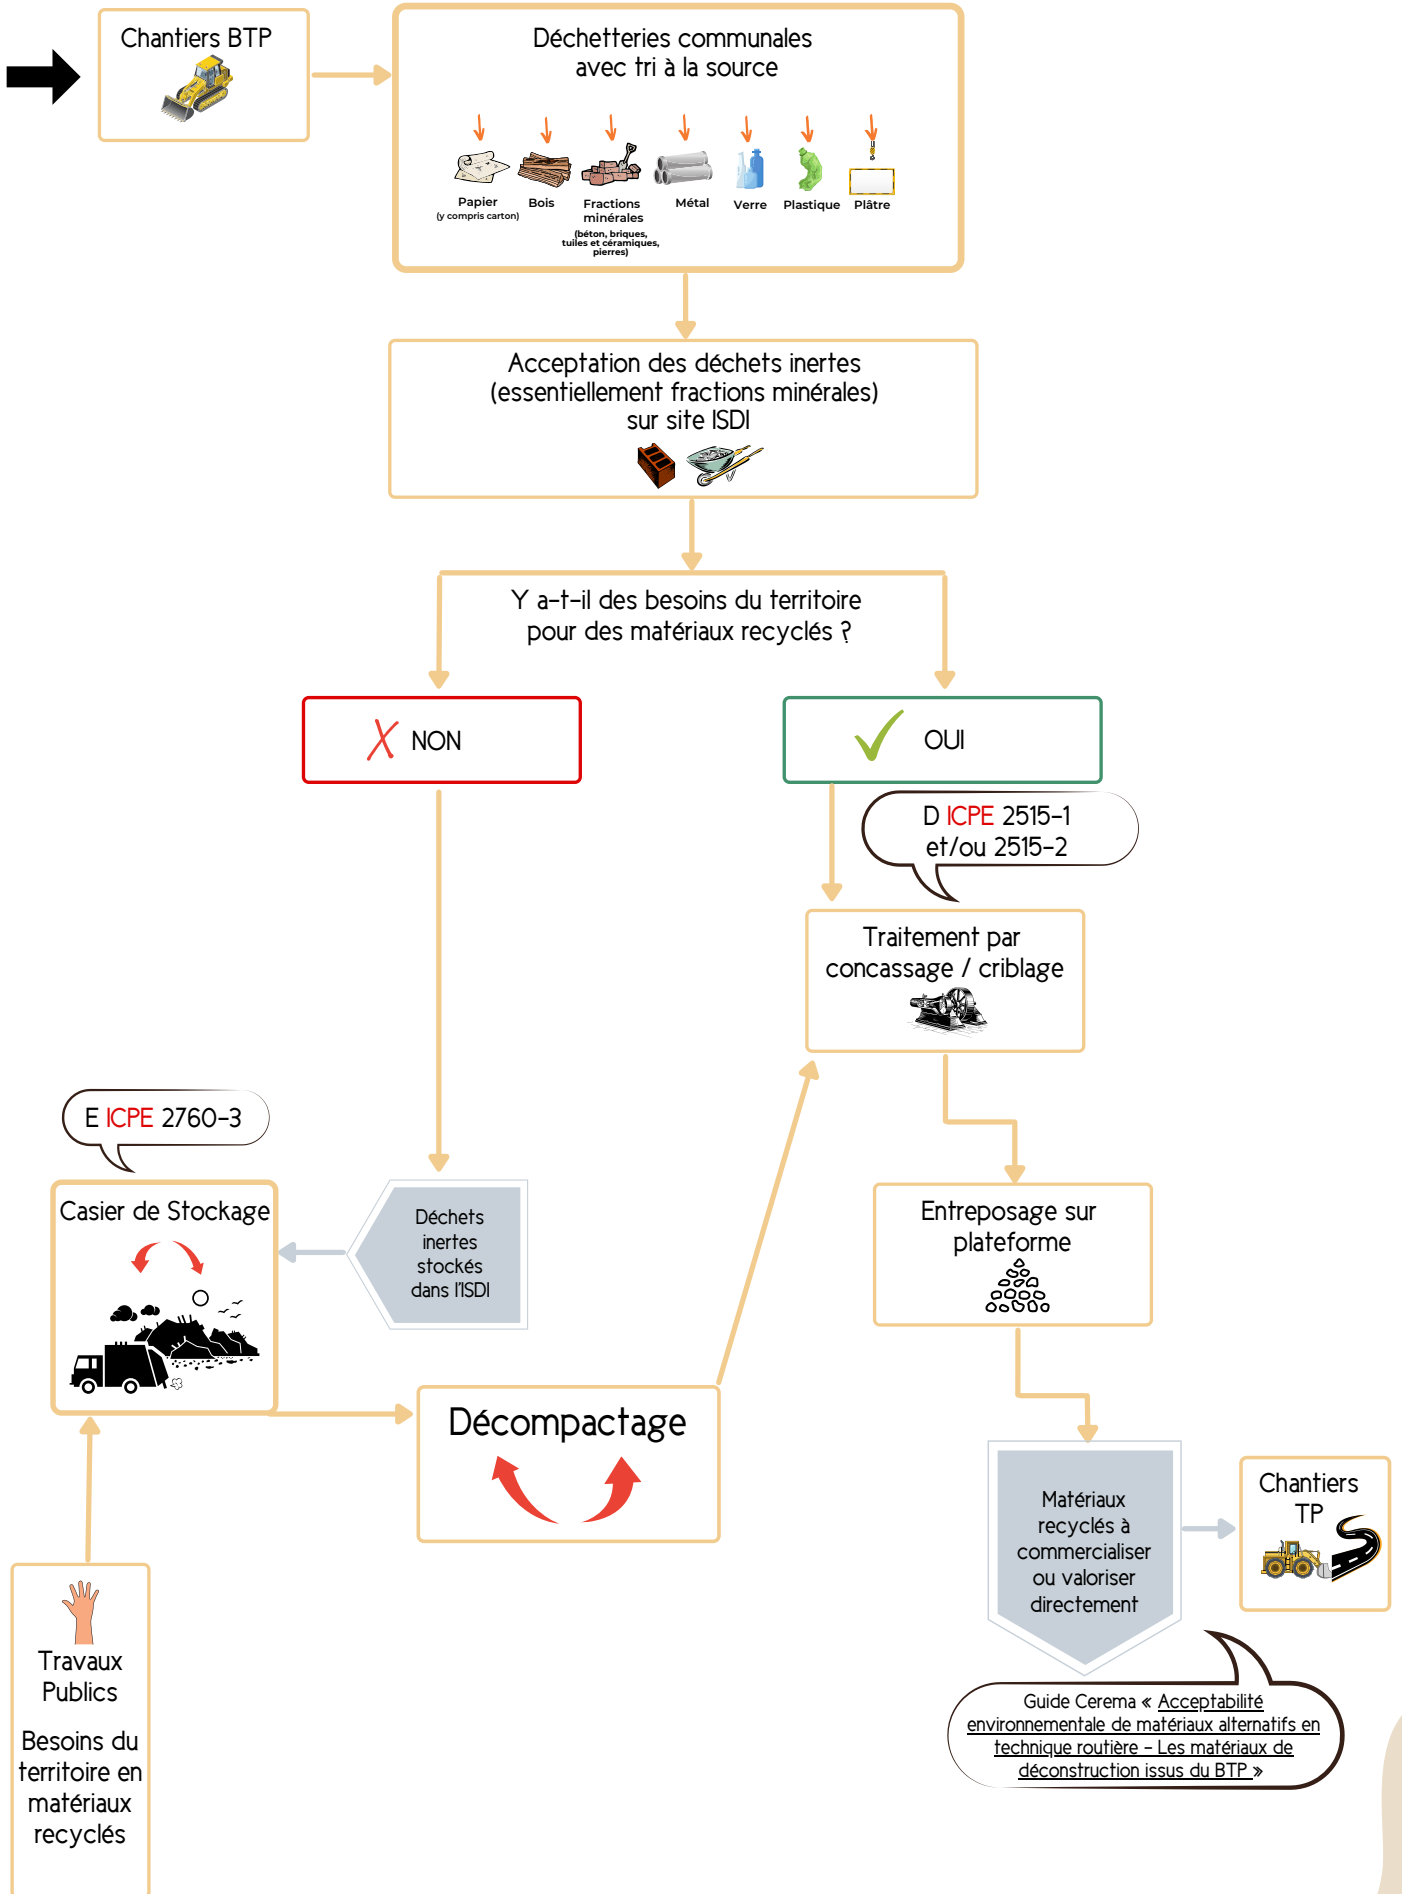 Chantiers BTP
Déchetteries communales
avec tri à la source
Papier
(y compris carton)
Bois
Fractions
minérales
(béton, briques,
tuiles et céramiques,
pierres)
Métal
Verre
Plastique
Plâtre
Acceptation des déchets inertes
(essentiellement fractions minérales)
sur site ISDI
Y a-t-il des besoins du territoire
pour des matériaux recyclés ?
NON
OUI
D ICPE 2515-1
et/ou 2515-2
Traitement par
concassage / criblage
E ICPE 2760-3
Casier de Stockage
Déchets
inertes
stockés
dans l'ISDI
Entreposage sur
plateforme
Décompactage
Matériaux
recyclés à
commercialiser
ou valoriser
directement
Chantiers
TP
Travaux
Publics
Besoins du
territoire en
matériaux
recyclés
Guide Cerema « Acceptabilité
environnementale de matériaux alternatifs en
technique routière - Les matériaux de
déconstruction issus du BTP »